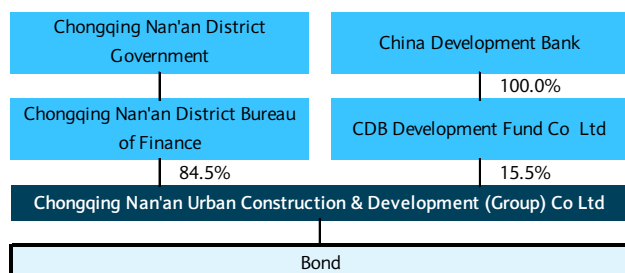 Chongqing Nan'an District
Government
China Development Bank
100.0%
Chongqing Nan'an District Bureau
of Finance
CDB Development Fund Co Ltd
84.5%
15.5%
Chongqing Nan'an Urban Construction & Development (Group) Co Ltd
Bond